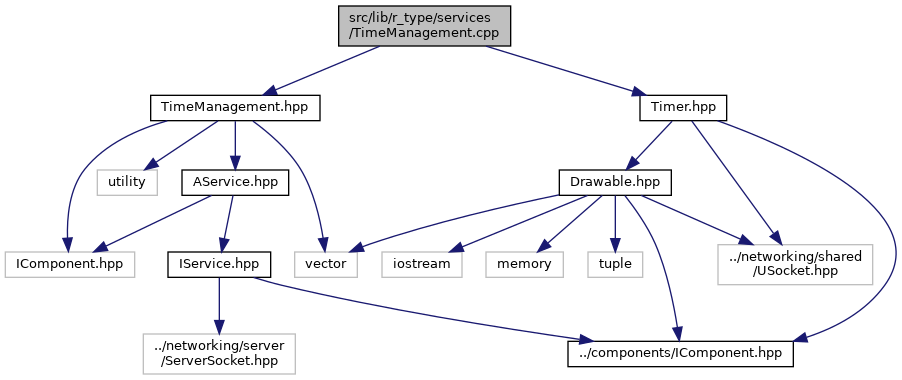 src/lib/r_type/services
/TimeManagement.cpp
TimeManagement.hpp
Timer.hpp
utility
AService.hpp
Drawable.hpp
IComponent.hpp
IService.hpp
vector
iostream
memory
tuple
../networking/shared
/USocket.hpp
../networking/server
/ServerSocket.hpp
../components/IComponent.hpp